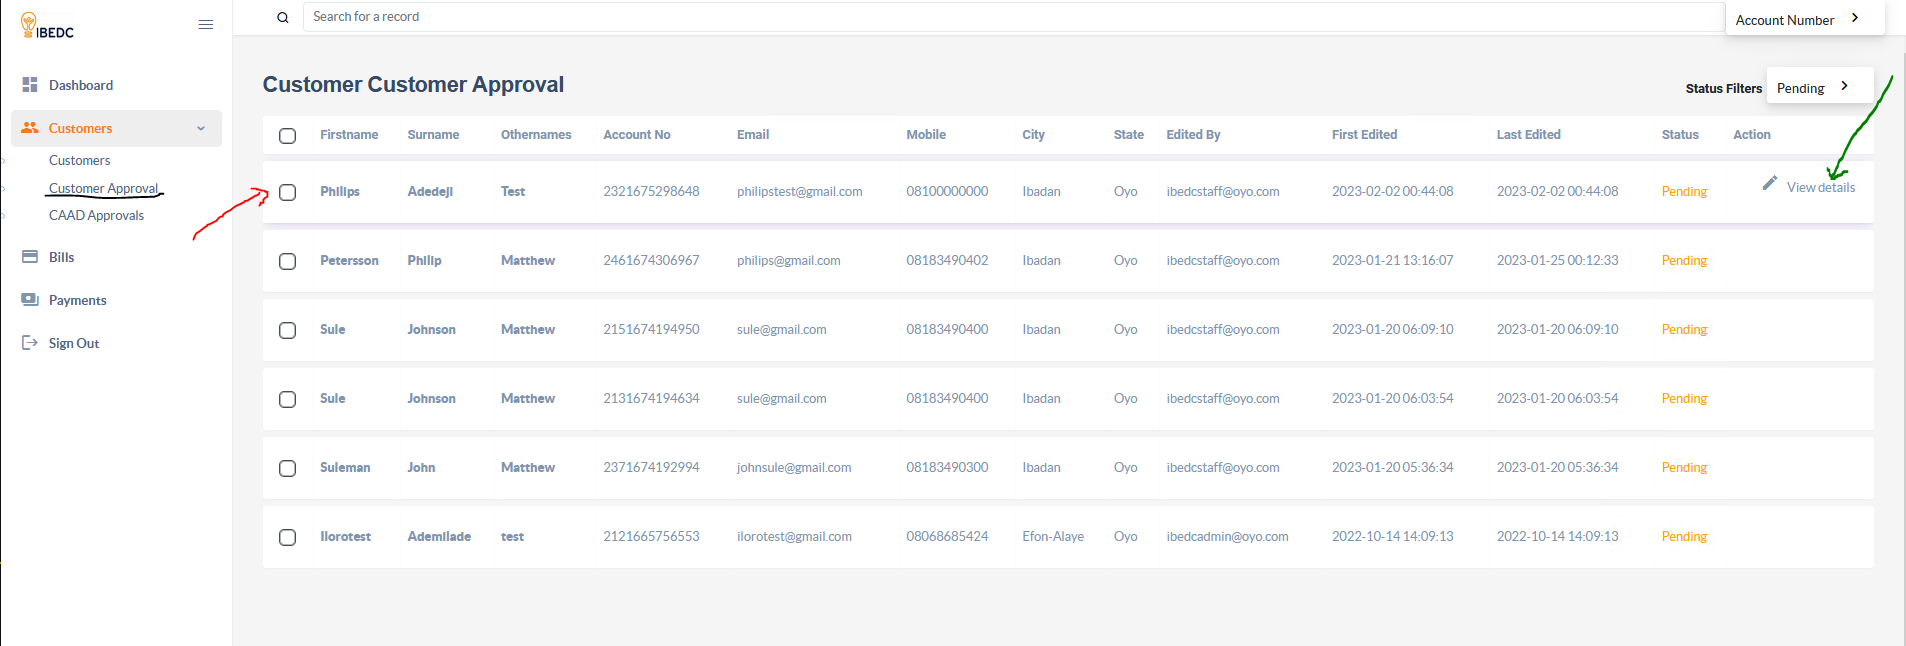 IBEDC
Search for a record
Account Number
Dashboard
Customers
Customers
Customer Approval
CAAD Approvals
Bills
Payments
Sign Out
Customer Customer Approval
Status Filters Pending
Firstname Surname Othernames Account No Email Mobile City State Edited By First Edited Last Edited Status Action
Philips Adedeji Test 2321675298648 philipstest@gmail.com 08100000000 Ibadan Oyo ibedcstaff@oyo.com 2023-02-02 00:44:08 2023-02-02 00:44:08 Pending View details
Petersson Philip Matthew 2461674306967 philips@gmail.com 08183490402 Ibadan Oyo ibedcstaff@oyo.com 2023-01-21 13:16:07 2023-01-25 00:12:33 Pending
Sule Johnson Matthew 2151674194950 sule@gmail.com 08183490400 Ibadan Oyo ibedcstaff@oyo.com 2023-01-20 06:09:10 2023-01-20 06:09:10 Pending
Sule Johnson Matthew 2131674194634 sule@gmail.com 08183490400 Ibadan Oyo ibedcstaff@oyo.com 2023-01-20 06:03:54 2023-01-20 06:03:54 Pending
Suleman John Matthew 2371674192994 johnsule@gmail.com 08183490300 Ibadan Oyo ibedcstaff@oyo.com 2023-01-20 05:36:34 2023-01-20 05:36:34 Pending
Ilorotest Ademilade test 2121665756553 ilorotest@gmail.com 08068685424 Efon-Alaye Oyo ibedcadmin@oyo.com 2022-10-14 14:09:13 2022-10-14 14:09:13 Pending